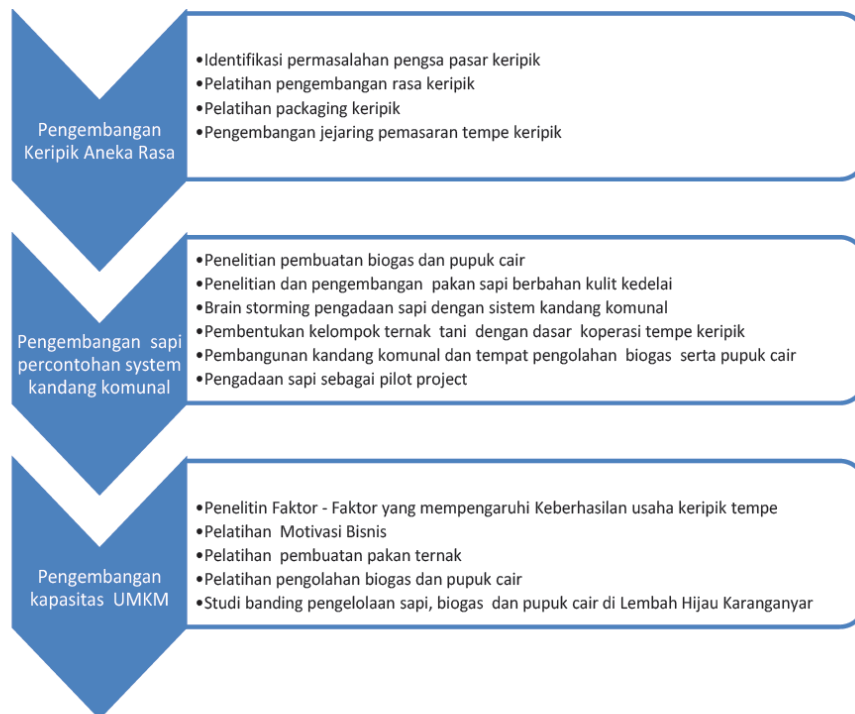 Pengembangan
Keripik Aneka Rasa
•Identifikasi permasalahan pengsa pasar keripik
•Pelatihan pengembangan rasa keripik
•Pelatihan packaging keripik
•Pengembangan jejaring pemasaran tempe keripik
Pengembangan sapi
percontohan system
kandang komunal
•Penelitian pembuatan biogas dan pupuk cair
•Penelitian dan pengembangan pakan sapi berbahan kulit kedelai
•Brain storming pengadaan sapi dengan sistem kandang komunal
•Pembentukan kelompok ternak tani dengan dasar koperasi tempe keripik
•Pembangunan kandang komunal dan tempat pengolahan biogas serta pupuk cair
•Pengadaan sapi sebagai pilot project
Pengembangan
kapasitas UMKM
•Penelitin Faktor - Faktor yang mempengaruhi Keberhasilan usaha keripik tempe
•Pelatihan Motivasi Bisnis
•Pelatihan pembuatan pakan ternak
•Pelatihan pengolahan biogas dan pupuk cair
•Studi banding pengelolaan sapi, biogas dan pupuk cair di Lembah Hijau Karanganyar